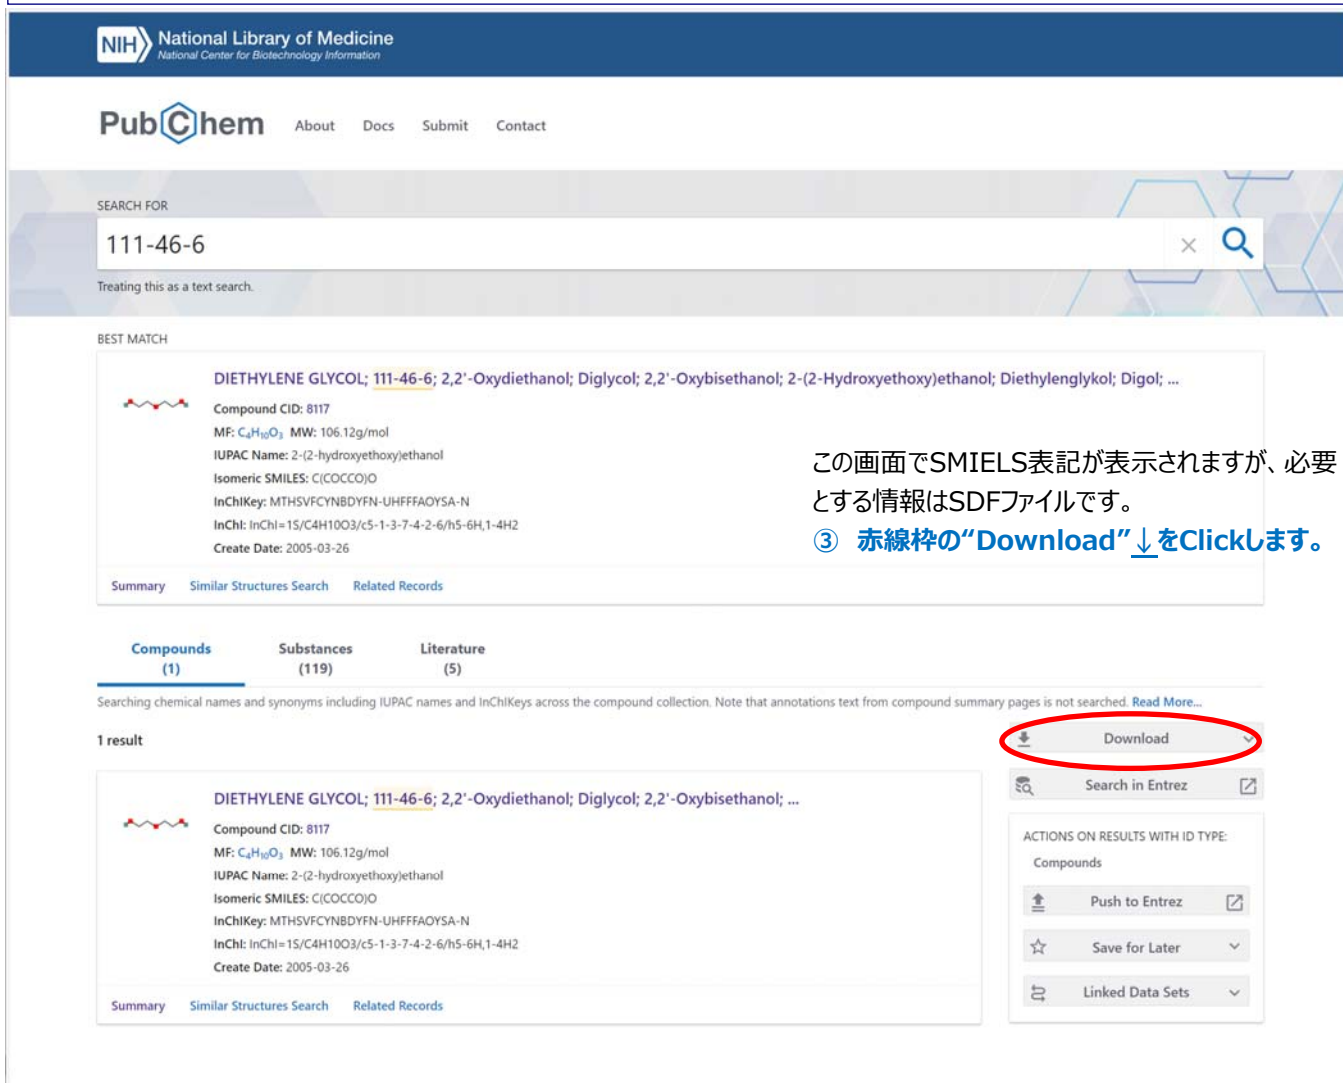 NIH National Library of Medicine
National Center for Biotechnology Information
PubChem About Docs Submit Contact
SEARCH FOR
111-46-6
Treating this as a text search.
BEST MATCH
DIETHYLENE GLYCOL; 111-46-6; 2,2'-Oxydiethanol; Diglycol; 2,2'-Oxybisethanol; 2-(2-Hydroxyethoxy)ethanol; Diethylenglykol; Digol; ...
Compound CID: 8117
MF: C₄H₁₀O₃ MW: 106.12g/mol
IUPAC Name: 2-(2-hydroxyethoxy)ethanol
Isomeric SMILES: C(COCCO)O
InChIKey: MTHSVFCYNBDYFN-UHFFFAOYSA-N
InChI: InChI=1S/C4H10O3/c5-1-3-7-4-2-6/h5-6H,1-4H2
Create Date: 2005-03-26
この画面でSMIELS表記が表示されますが、必要
とする情報はSDFファイルです。
③ 赤線枠の“Download”↓をClickします。
Summary Similar Structures Search Related Records
Compounds Substances Literature
(1) (119) (5)
Searching chemical names and synonyms including IUPAC names and InChIKeys across the compound collection. Note that annotations text from compound summary pages is not searched. Read More...
1 result
Download
Search in Entrez
DIETHYLENE GLYCOL; 111-46-6; 2,2'-Oxydiethanol; Diglycol; 2,2'-Oxybisethanol; ...
Compound CID: 8117
MF: C₄H₁₀O₃ MW: 106.12g/mol
IUPAC Name: 2-(2-hydroxyethoxy)ethanol
Isomeric SMILES: C(COCCO)O
InChIKey: MTHSVFCYNBDYFN-UHFFFAOYSA-N
InChI: InChI=1S/C4H10O3/c5-1-3-7-4-2-6/h5-6H,1-4H2
Create Date: 2005-03-26
Summary Similar Structures Search Related Records
ACTIONS ON RESULTS WITH ID TYPE:
Compounds
Push to Entrez
Save for Later
Linked Data Sets